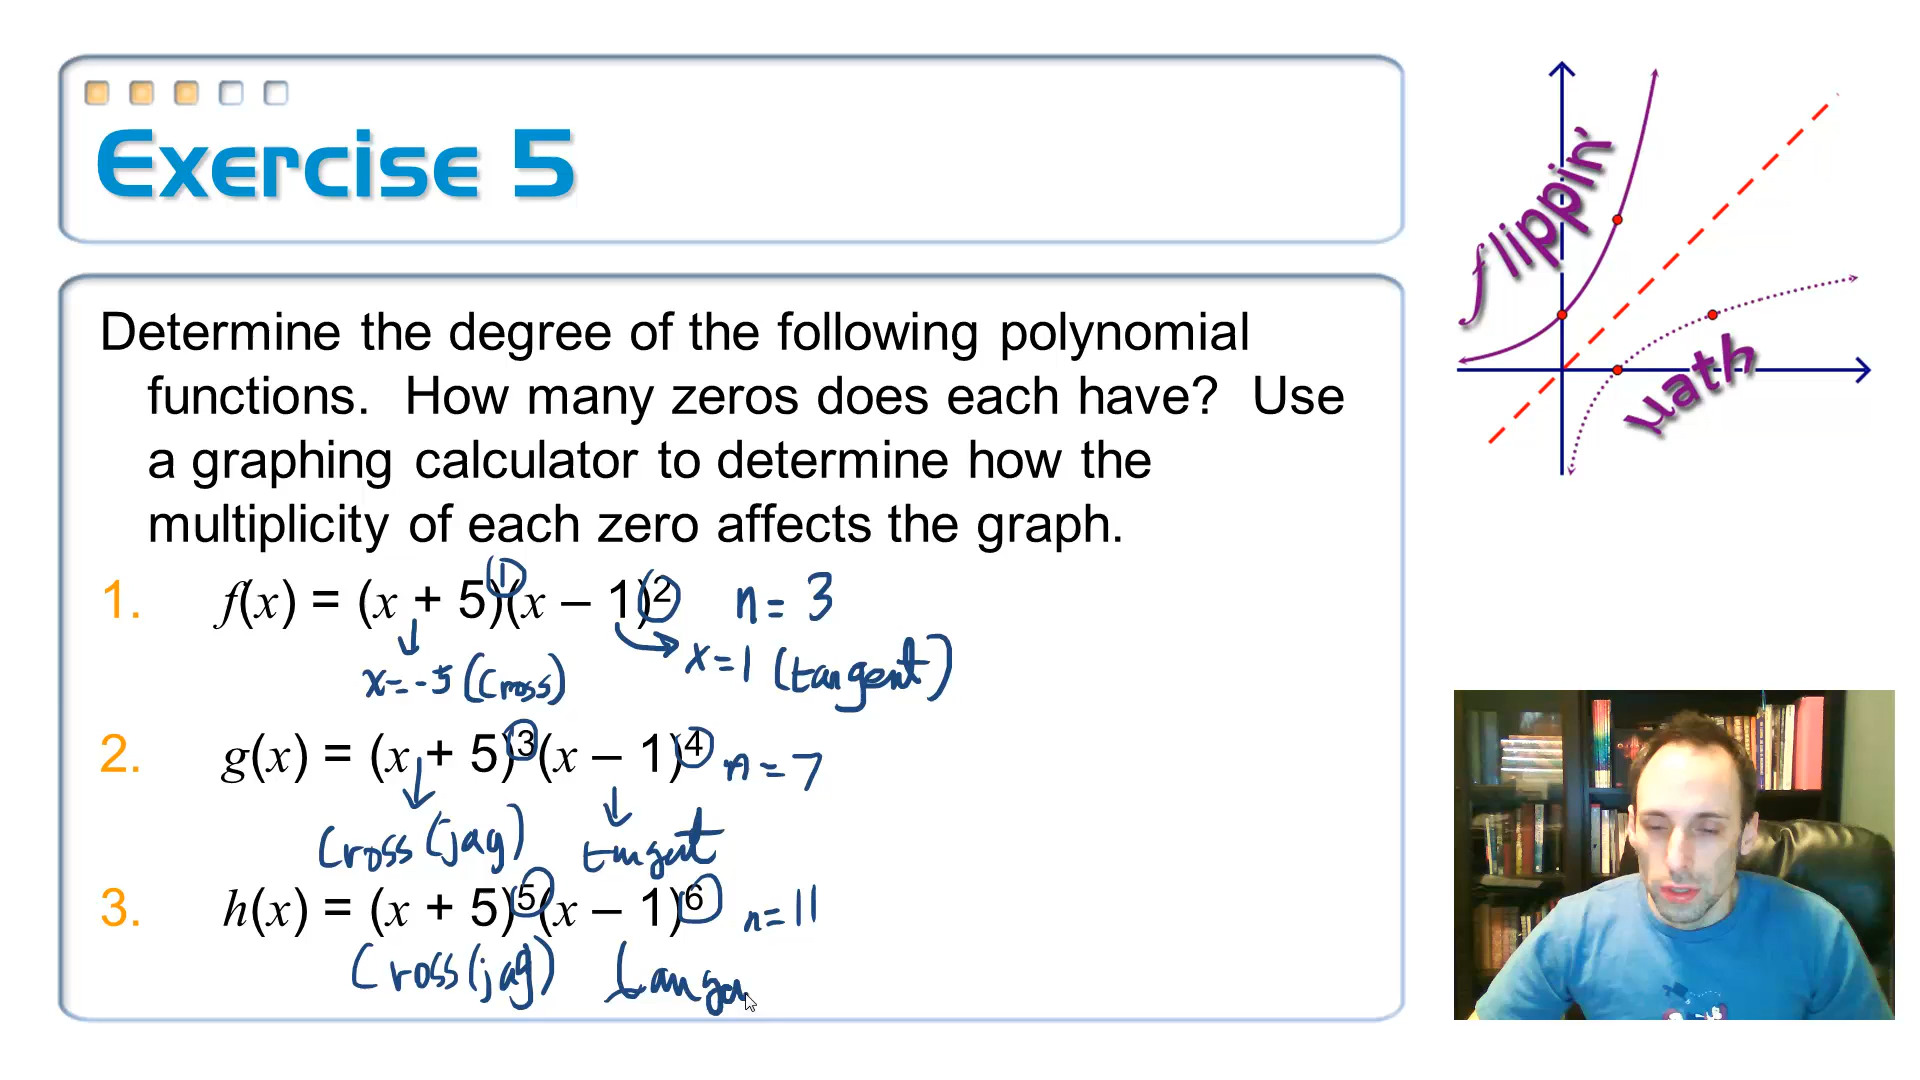 Exercise 5
flippin'
math
Determine the degree of the following polynomial
functions. How many zeros does each have? Use
a graphing calculator to determine how the
multiplicity of each zero affects the graph.
1. f(x) = (x + 5)(1)(x – 1)² n = 3
x = -5 (cross) x = 1 (tangent)
2. g(x) = (x + 5)³(x – 1)⁴ n = 7
Cross (jag) tangent
3. h(x) = (x + 5)⁵(x – 1)⁶ n = 11
Cross (jag)